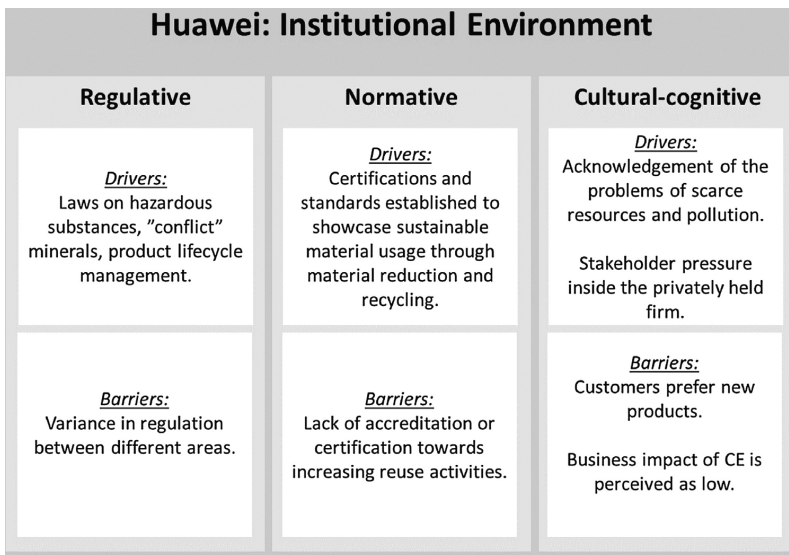 Huawei: Institutional Environment
Regulative
Drivers:
Laws on hazardous
substances, ”conflict”
minerals, product lifecycle
management.
Barriers:
Variance in regulation
between different areas.
Normative
Drivers:
Certifications and
standards established to
showcase sustainable
material usage through
material reduction and
recycling.
Barriers:
Lack of accreditation or
certification towards
increasing reuse activities.
Cultural-cognitive
Drivers:
Acknowledgement of the
problems of scarce
resources and pollution.
Stakeholder pressure
inside the privately held
firm.
Barriers:
Customers prefer new
products.
Business impact of CE is
perceived as low.